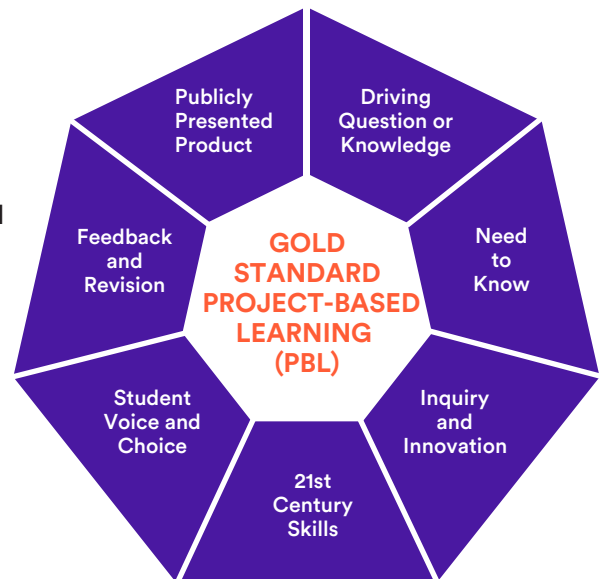 GOLD
STANDARD
PROJECT-BASED
LEARNING
(PBL)
Driving
Question or
Knowledge
Need
to
Know
Inquiry
and
Innovation
21st
Century
Skills
Student
Voice and
Choice
Feedback
and
Revision
Publicly
Presented
Product